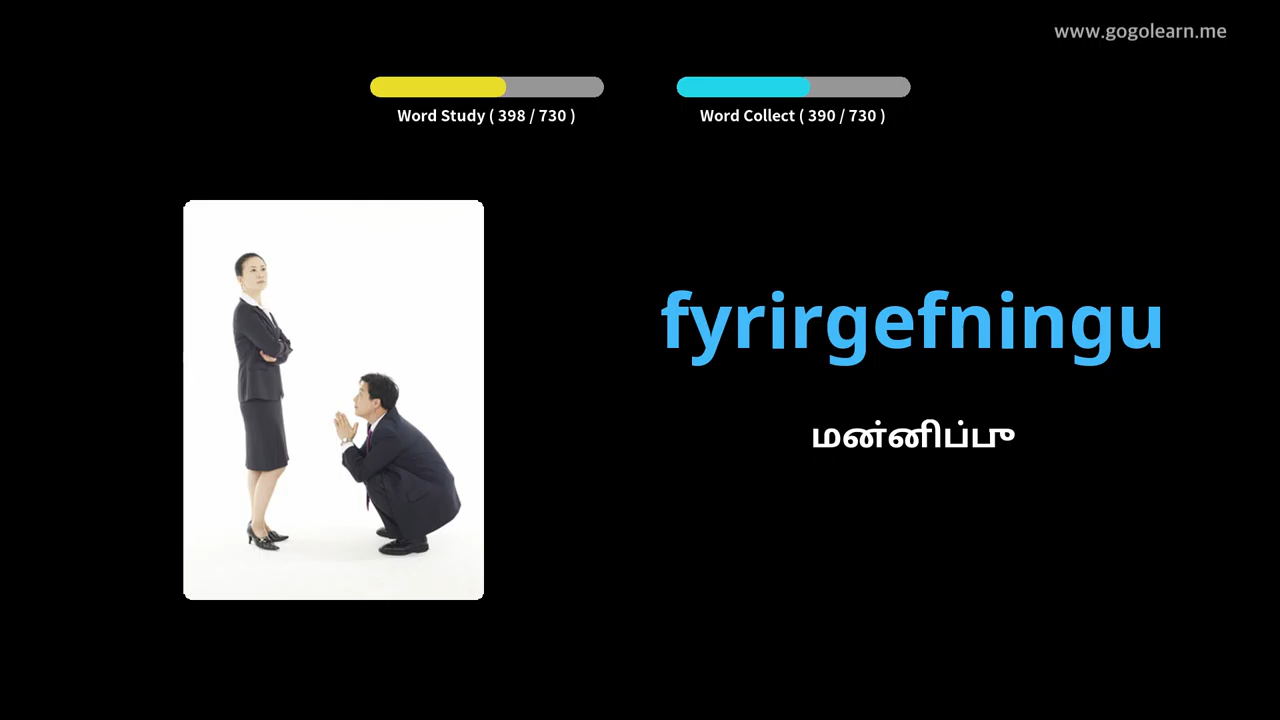 www.gogolearn.me
Word Study ( 398 / 730 )
Word Collect ( 390 / 730 )
fyrirgefningu
மன்னிப்பு